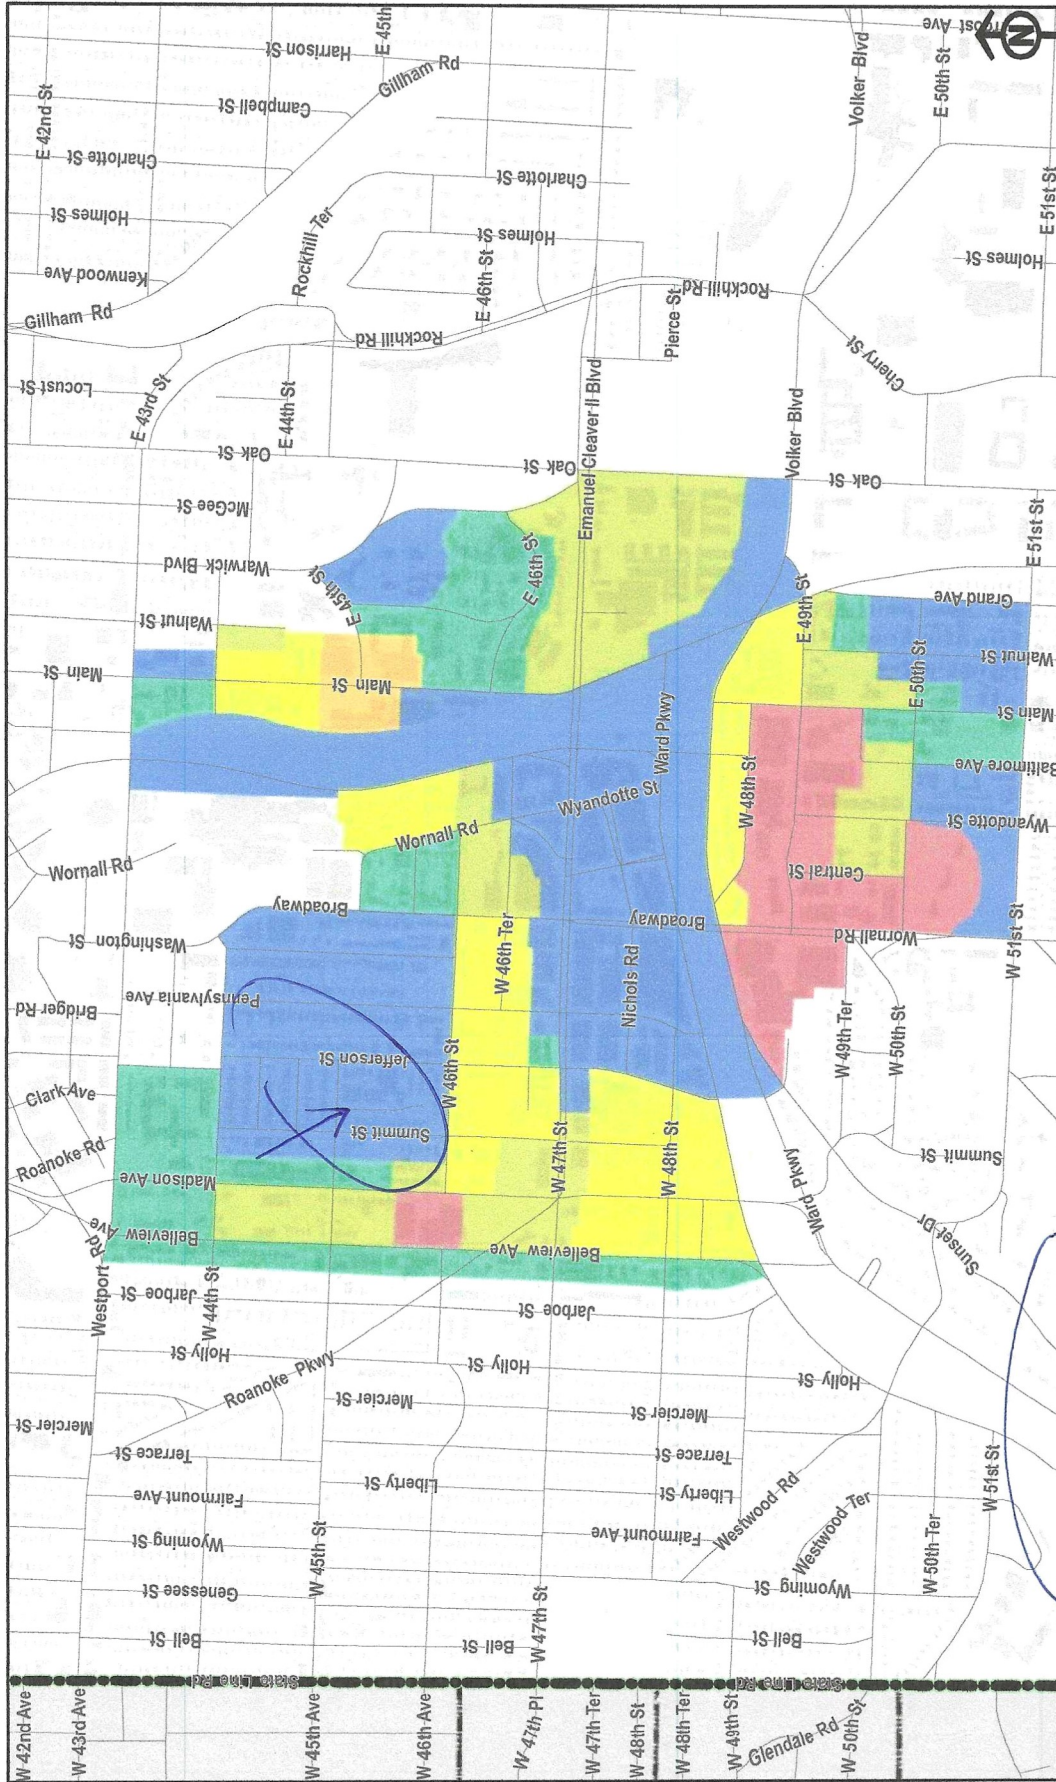 E 42nd St
E 45th
Harrison St
Gillham Rd
Campbell St
Charlotte St
Holmes St
Kenwood Ave
Gillham Rd
Rockhill Ter
Charlotte St
Holmes St
E 46th St
Rockhill Rd
Rockhill Rd
Pierce St
Volker Blvd
E 50th St
E 51st St
Holmes St
Cherry St
N
Locust St
E 43rd St
E 44th St
Oak St
Oak St
Emanuel Cleaver II Blvd
Volker Blvd
Oak St
McGee St
Warwick Blvd
E 45th St
E 46th St
E 49th St
Grand Ave
E 51st St
Walnut St
Main St
Main St
Ward Pkwy
E 50th St
Walnut St
Main St
Baltimore Ave
Wyandotte St
Wornall Rd
Wornall Rd
Wyandotte St
W 48th St
Central St
Broadway
Broadway
Wornall Rd
W 51st St
Washington St
Pennsylvania Ave
Bridger Rd
W 46th Ter
Nichols Rd
W 49th Ter
W 50th St
Jefferson St
W 46th St
Clark Ave
Summit St
W 47th St
W 48th St
Ward Pkwy
Summit St
Sunset Dr
Roanoke Rd
Madison Ave
Belleview Ave
Belleview Ave
Westport Rd
W 44th St
Jarboe St
Jarboe St
Holly St
Holly St
Holly St
Roanoke Pkwy
Mercier St
Mercier St
Mercier St
Terrace St
Terrace St
Liberty St
Liberty St
Fairmount Ave
Fairmount Ave
Westwood Rd
Westwood Ter
W 51st St
W 50th Ter
Wyoming St
Wyoming St
W 45th St
Genessee St
W 47th St
Bell St
Bell St
Bell St
State Line Rd
State Line Rd
W 42nd Ave
W 43rd Ave
W 45th Ave
W 46th Ave
W 47th Pl
W 47th Ter
W 48th St
W 48th Ter
W 49th St
W 50th St
Glendale Rd